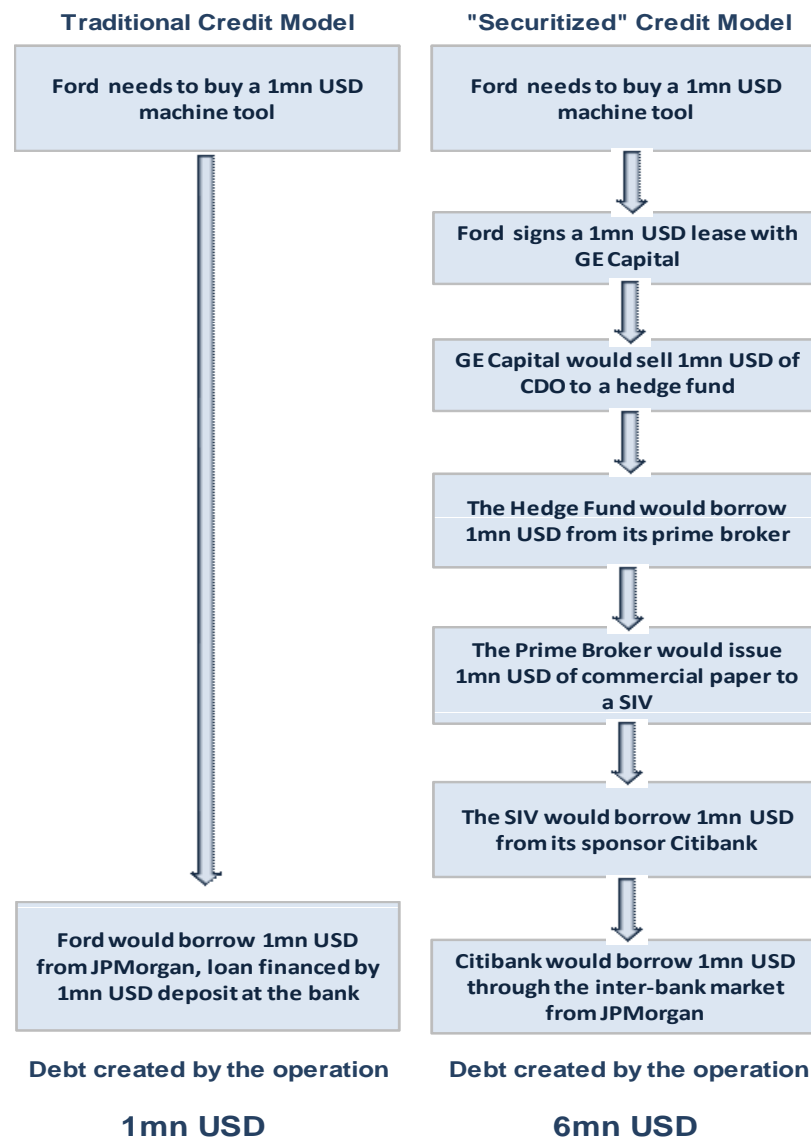 Traditional Credit Model
Ford needs to buy a 1mn USD
machine tool
Ford would borrow 1mn USD
from JPMorgan, loan financed by
1mn USD deposit at the bank
Debt created by the operation
1mn USD
"Securitized" Credit Model
Ford needs to buy a 1mn USD
machine tool
Ford signs a 1mn USD lease with
GE Capital
GE Capital would sell 1mn USD of
CDO to a hedge fund
The Hedge Fund would borrow
1mn USD from its prime broker
The Prime Broker would issue
1mn USD of commercial paper to
a SIV
The SIV would borrow 1mn USD
from its sponsor Citibank
Citibank would borrow 1mn USD
through the inter-bank market
from JPMorgan
Debt created by the operation
6mn USD